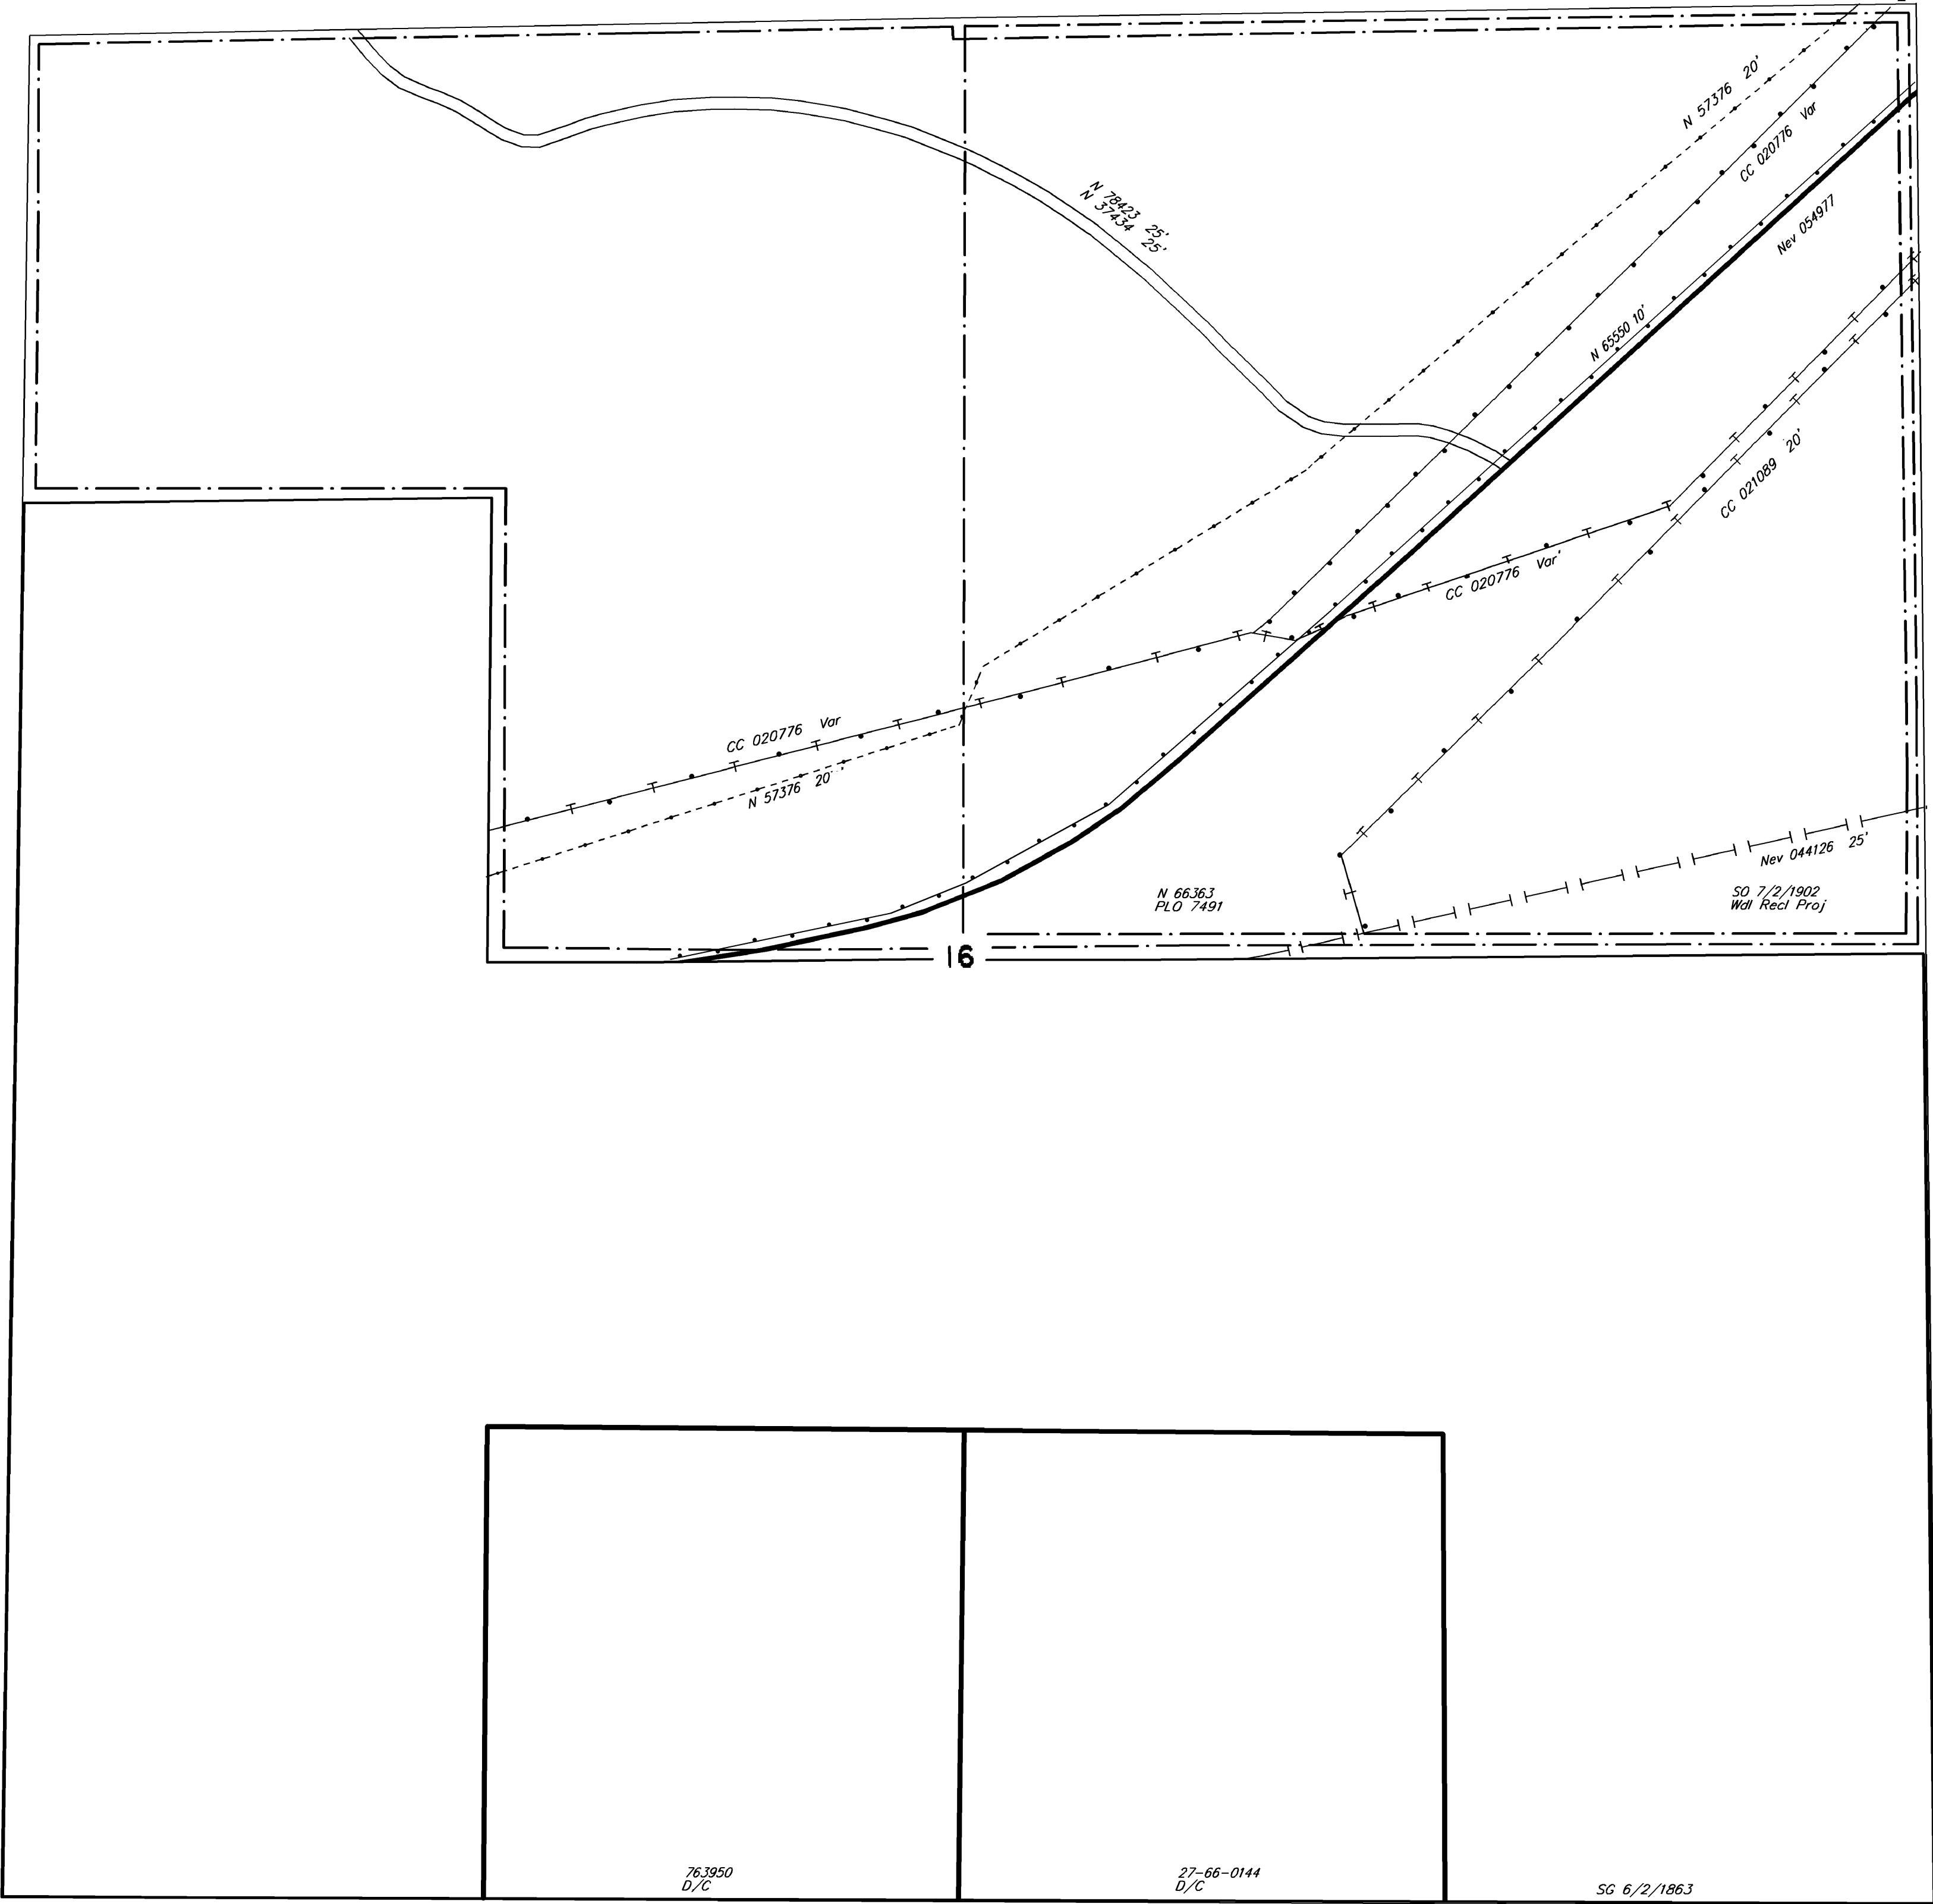 N 57376 20'
CC 020776 Var
Nev 054977
N 78423 25'
N 37434 25'
N 65550 10'
CC 021089 20'
CC 020776 Var'
CC 020776 Var
N 57376 20'
Nev 044126 25'
N 66363
PLO 7491
SO 7/2/1902
Wdl Recl Proj
16
763950
D/C
27-66-0144
D/C
SG 6/2/1863